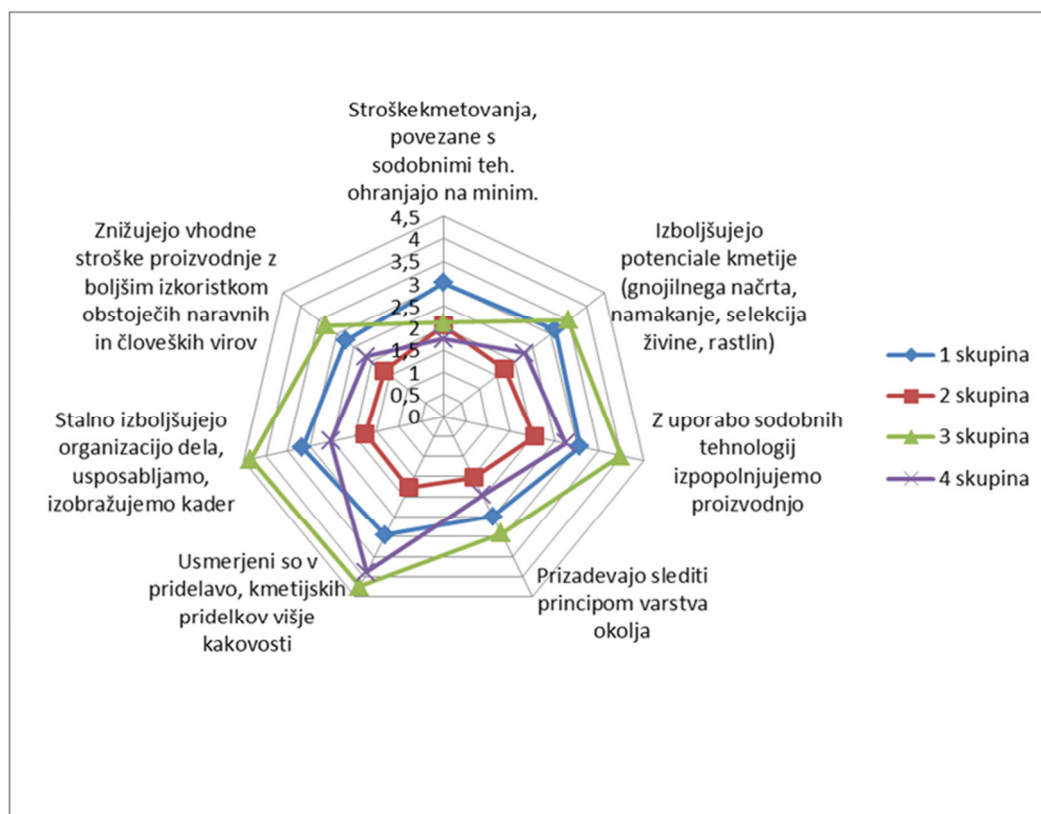 Stroškekmetovanja,
povezane s
sodobnimi teh.
ohranjajo na minim.
Izboljšujejo
potenciale kmetije
(gnojilnega načrta,
namakanje, selekcija
živine, rastlin)
Z uporabo sodobnih
tehnologij
izpopolnjujemo
proizvodnjo
Prizadevajo slediti
principom varstva
okolja
Usmerjeni so v
pridelavo, kmetijskih
pridelkov višje
kakovosti
Stalno izboljšujejo
organizacijo dela,
usposabljamo,
izobražujemo kader
Znižujejo vhodne
stroške proizvodnje z
boljšim izkoristkom
obstoječih naravnih
in človeških virov
4,5
4
3,5
3
2,5
2
1,5
1
0,5
0
1 skupina
2 skupina
3 skupina
4 skupina